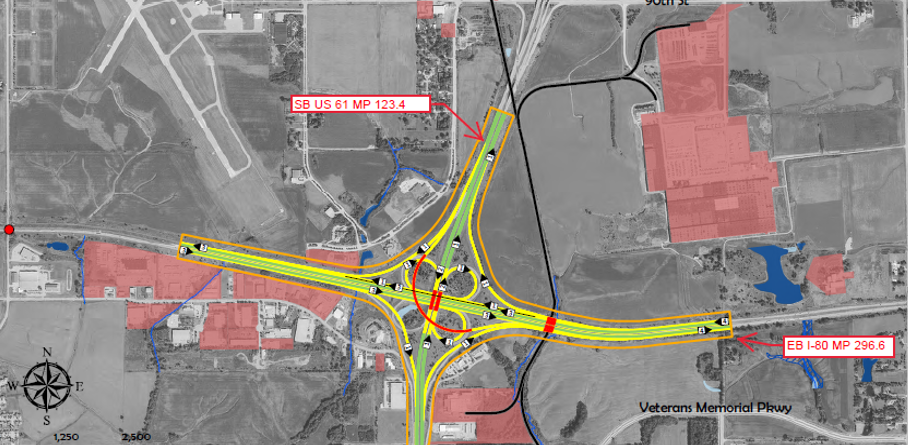 90th St
SB US 61 MP 123.4
EB I-80 MP 296.6
N
W
E
S
Veterans Memorial Pkwy
1,250
2,500